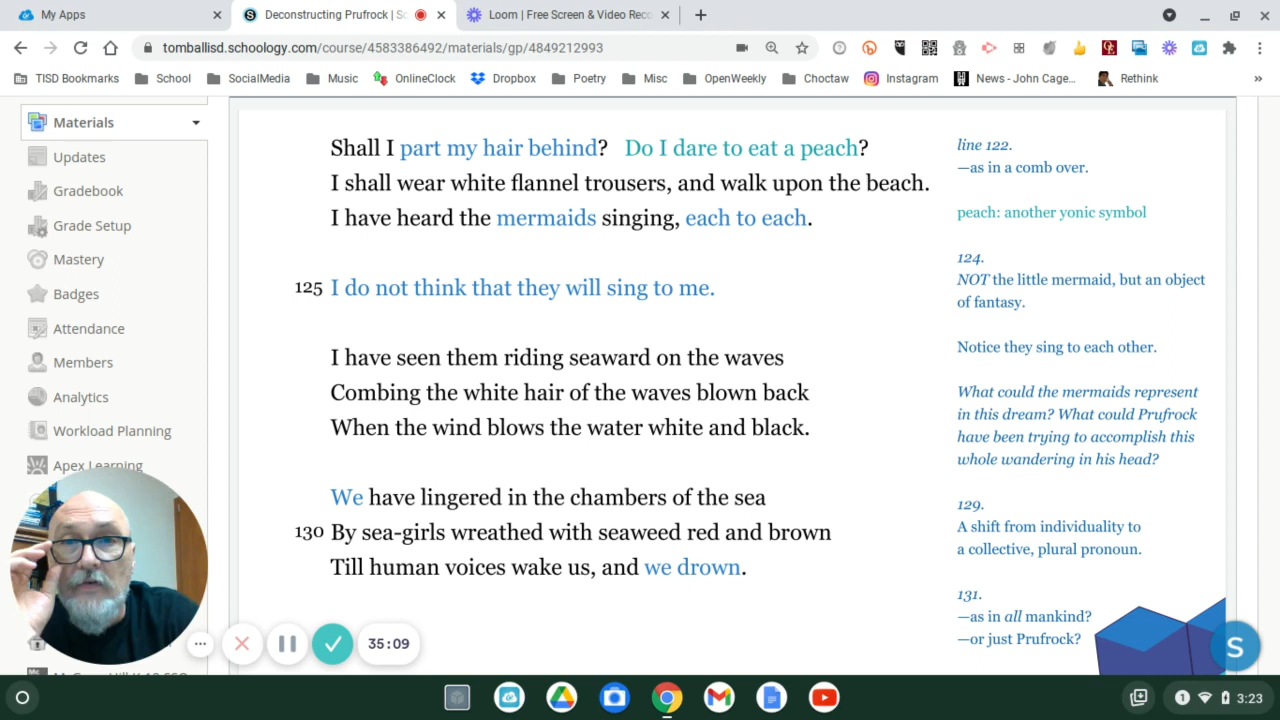 My Apps
Deconstructing Prufrock | Sc
Loom | Free Screen & Video Reco
tomballisd.schoology.com/course/4583386492/materials/gp/4849212993
TISD Bookmarks
School
SocialMedia
Music
OnlineClock
Dropbox
Poetry
Misc
OpenWeekly
Choctaw
Instagram
News - John Cage...
Rethink
»
Materials
Updates
Gradebook
Grade Setup
Mastery
Badges
Attendance
Members
Analytics
Workload Planning
Apex Learning
Shall I part my hair behind? Do I dare to eat a peach?
I shall wear white flannel trousers, and walk upon the beach.
I have heard the mermaids singing, each to each.
125 I do not think that they will sing to me.
I have seen them riding seaward on the waves
Combing the white hair of the waves blown back
When the wind blows the water white and black.
We have lingered in the chambers of the sea
130 By sea-girls wreathed with seaweed red and brown
Till human voices wake us, and we drown.
line 122.
—as in a comb over.
peach: another yonic symbol
124.
NOT the little mermaid, but an object
of fantasy.
Notice they sing to each other.
What could the mermaids represent
in this dream? What could Prufrock
have been trying to accomplish this
whole wandering in his head?
129.
A shift from individuality to
a collective, plural pronoun.
131.
—as in all mankind?
—or just Prufrock?
35:09
S
1
3:23